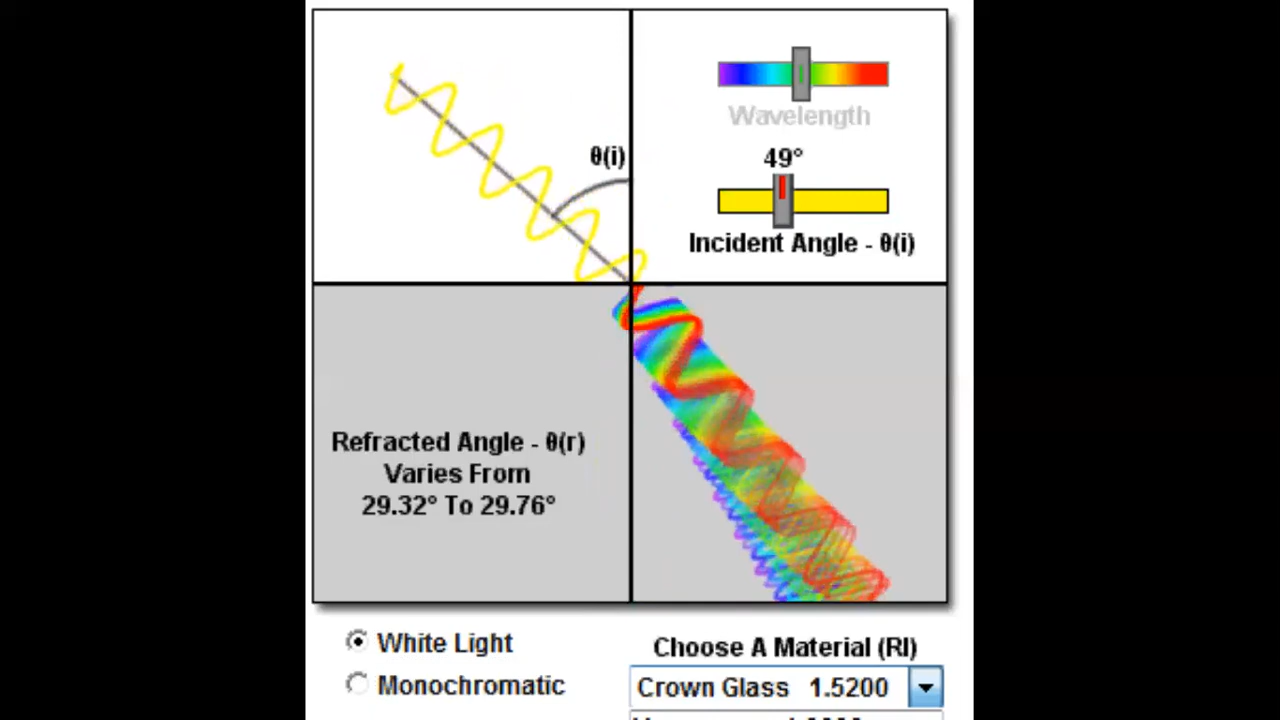 θ(i)
Wavelength
49°
Incident Angle - θ(i)
Refracted Angle - θ(r)
Varies From
29.32° To 29.76°
White Light
Monochromatic
Choose A Material (RI)
Crown Glass 1.5200